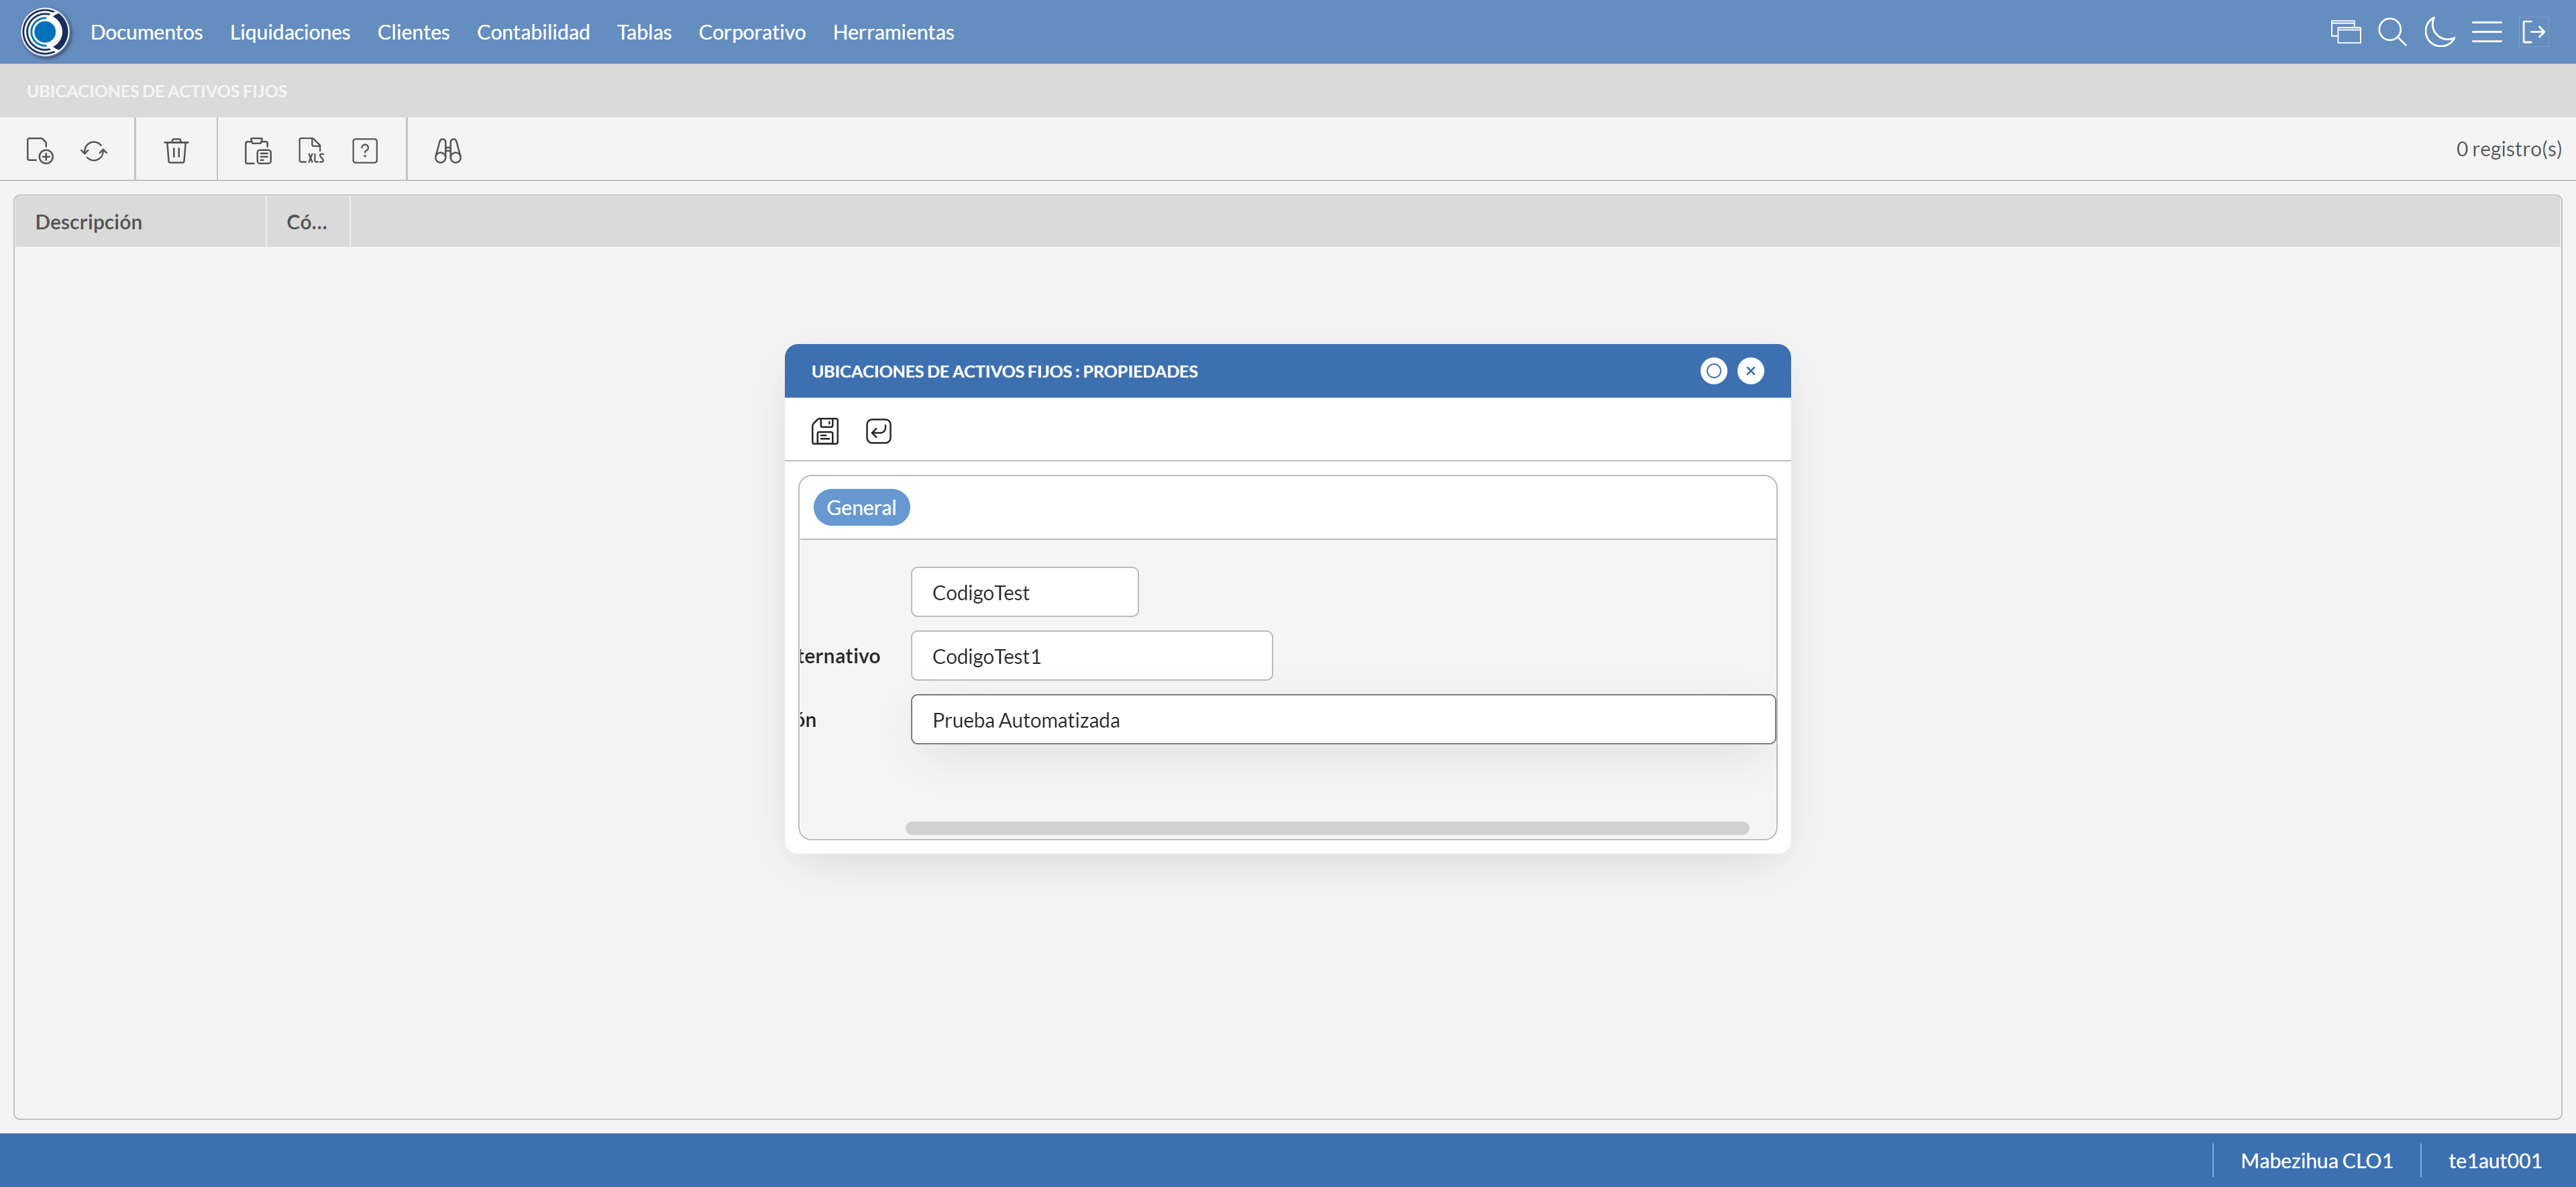 Documentos Liquidaciones Clientes Contabilidad Tablas Corporativo Herramientas
UBICACIONES DE ACTIVOS FIJOS
XLS ? 0 registro(s)
Descripción Có...
UBICACIONES DE ACTIVOS FIJOS : PROPIEDADES
General
CodigoTest
ternativo CodigoTest1
ón Prueba Automatizada
Mabezihua CLO1 te1aut001